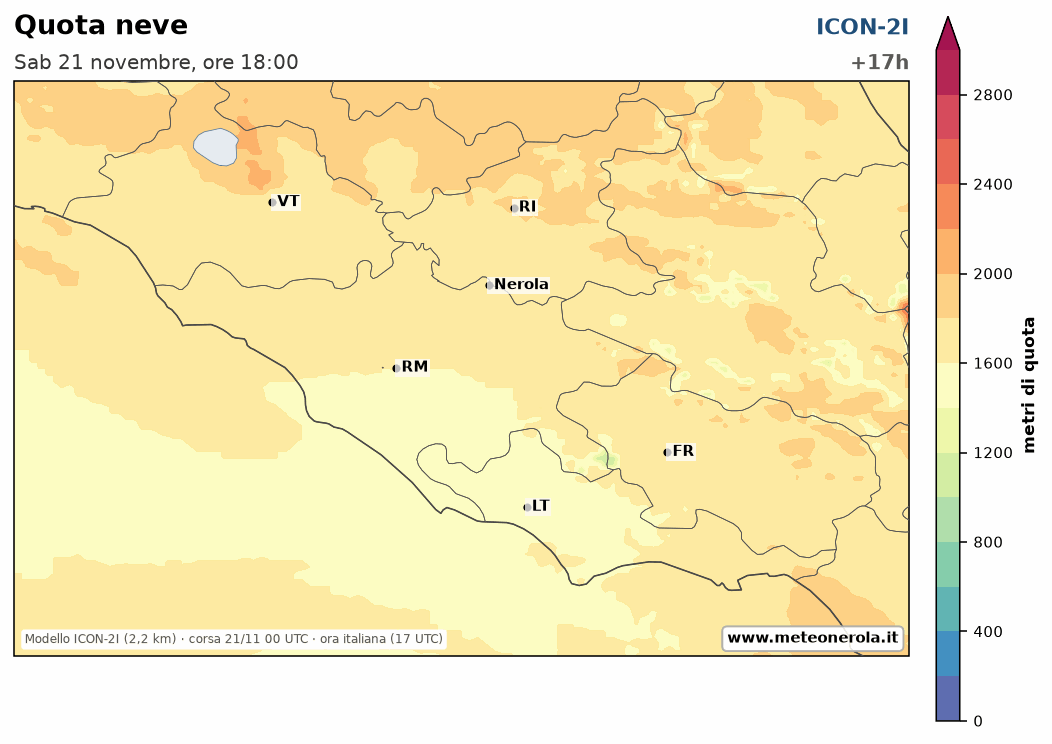 Quota neve
ICON-2I
Sab 21 novembre, ore 18:00
+17h
VT
RI
Nerola
RM
FR
LT
Modello ICON-2I (2,2 km) · corsa 21/11 00 UTC · ora italiana (17 UTC)
www.meteonerola.it
2800
2400
2000
1600
1200
800
400
0
metri di quota